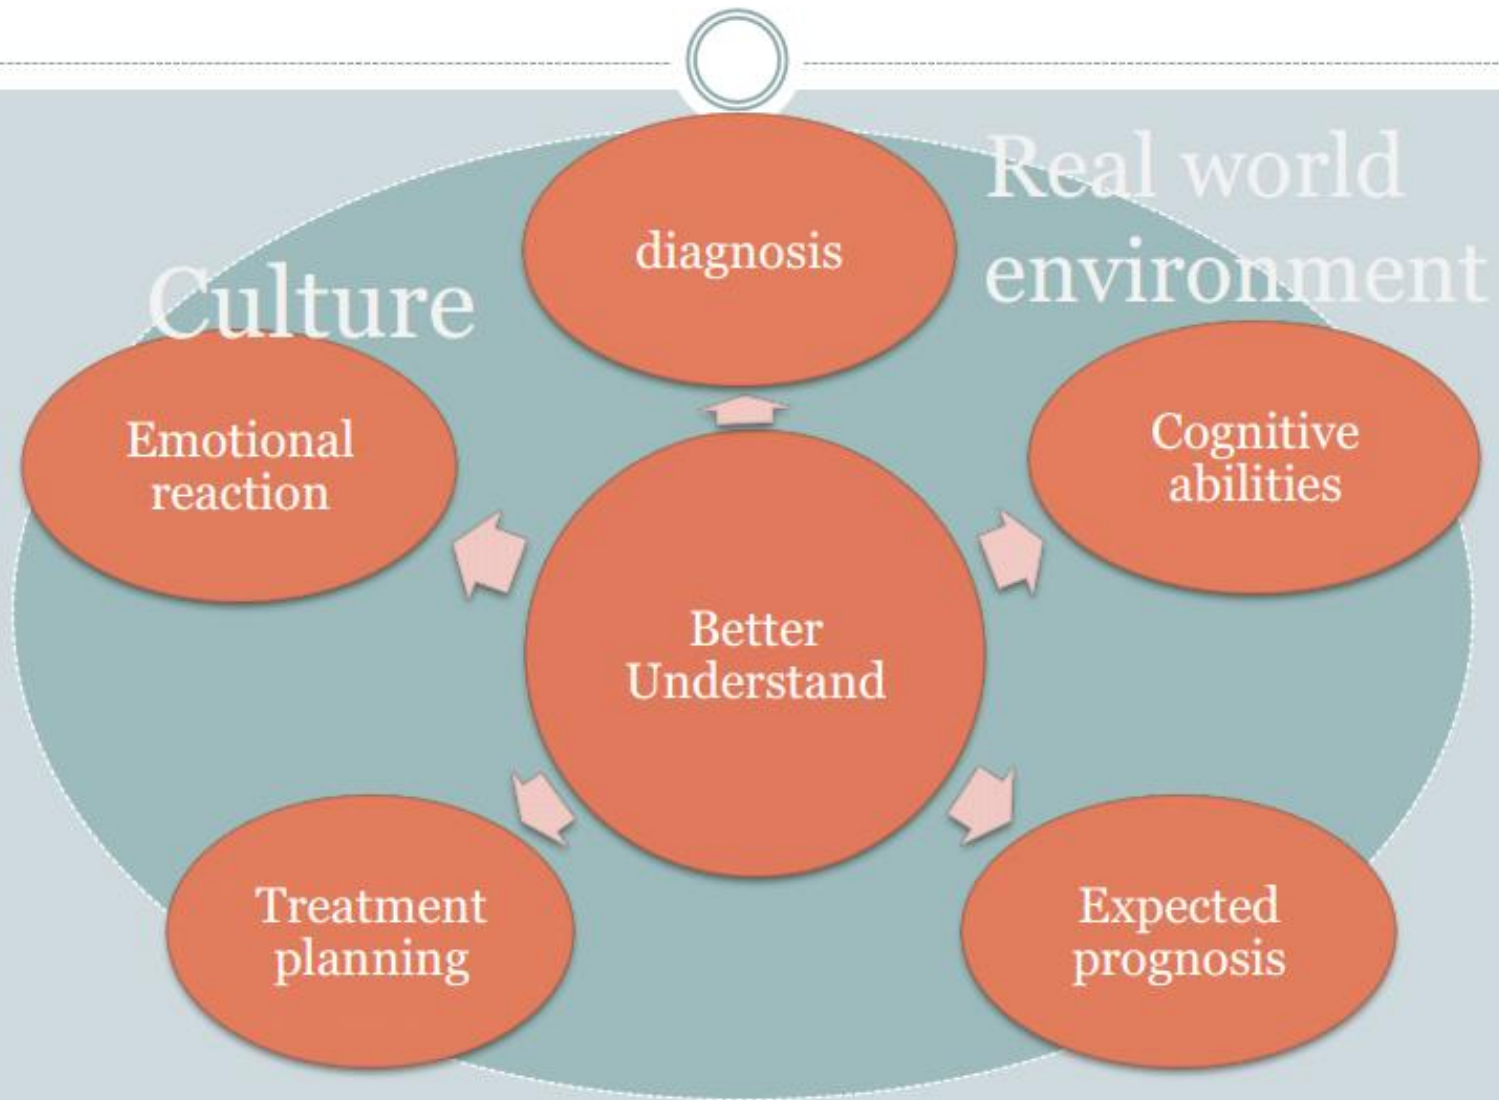 Real world
environment
Culture
diagnosis
Emotional
reaction
Cognitive
abilities
Better
Understand
Treatment
planning
Expected
prognosis